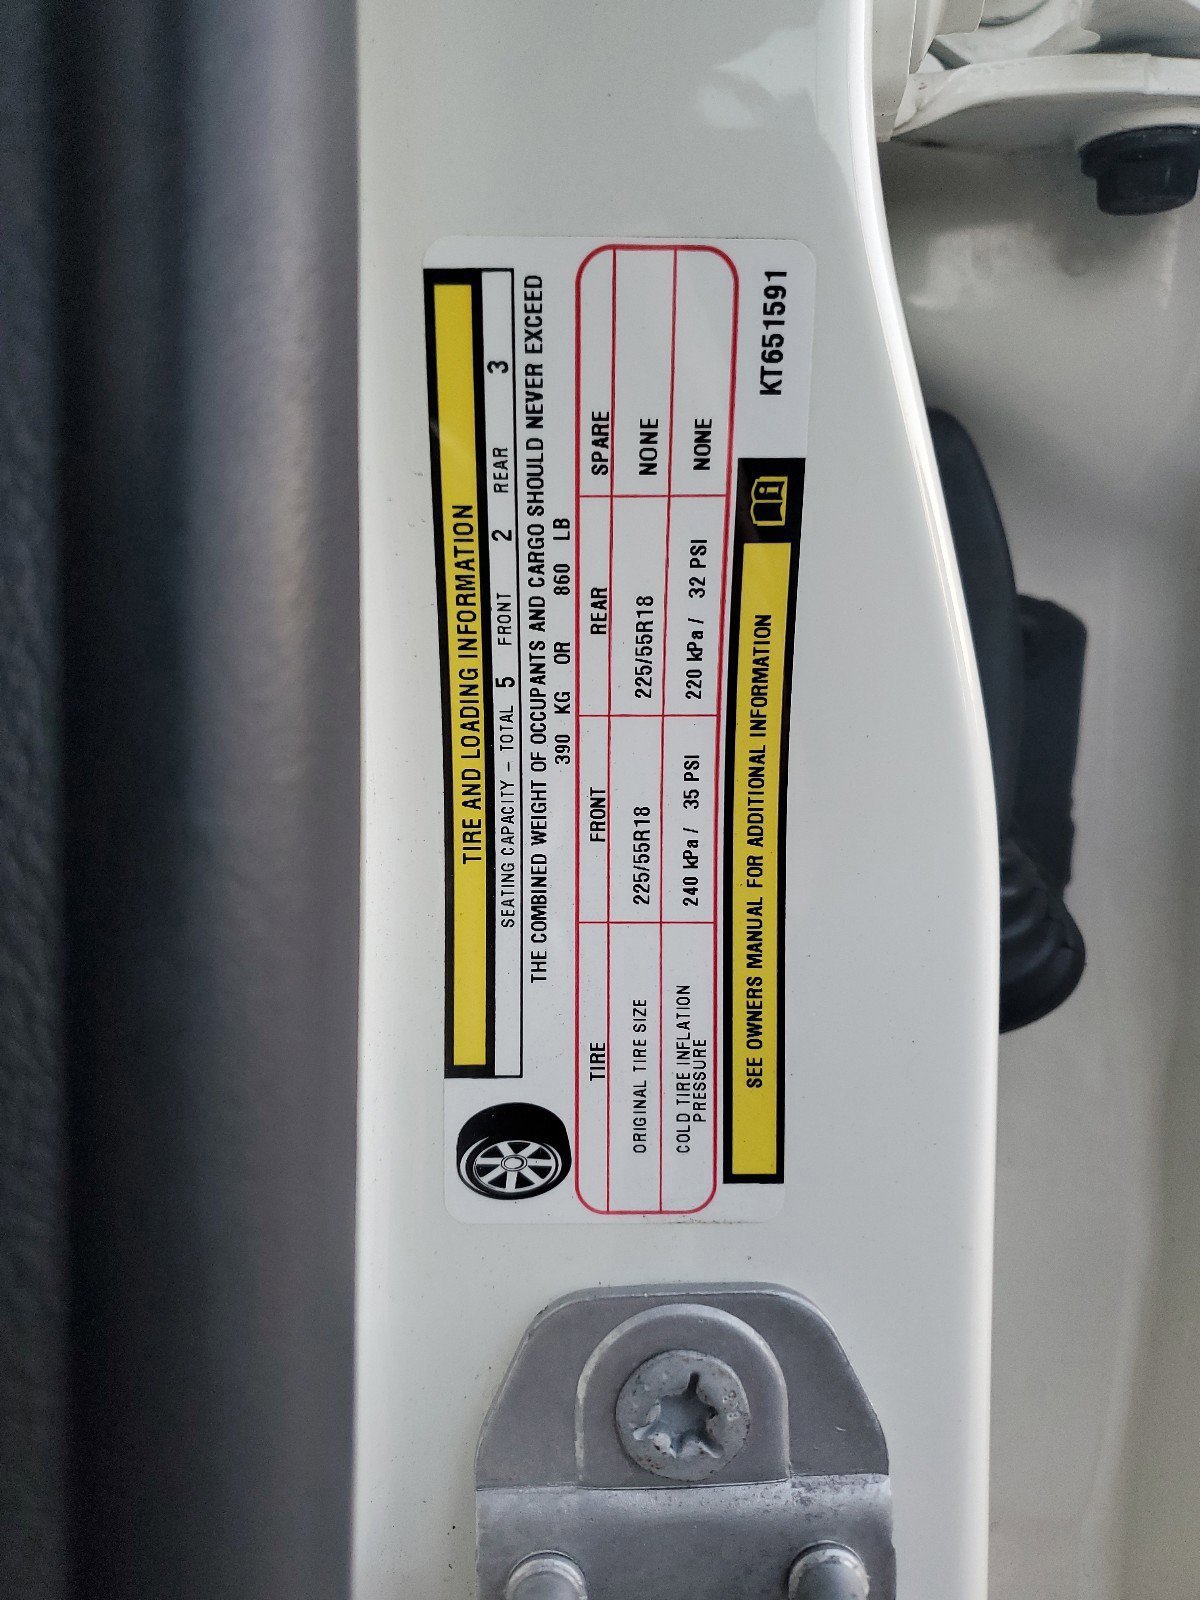 TIRE AND LOADING INFORMATION
SEATING CAPACITY - TOTAL 5 FRONT 2 REAR 3
THE COMBINED WEIGHT OF OCCUPANTS AND CARGO SHOULD NEVER EXCEED
390 KG OR 860 LB
TIRE FRONT REAR SPARE
ORIGINAL TIRE SIZE 225/55R18 225/55R18 NONE
COLD TIRE INFLATION PRESSURE 240 kPa / 35 PSI 220 kPa / 32 PSI NONE
SEE OWNERS MANUAL FOR ADDITIONAL INFORMATION
KT651591